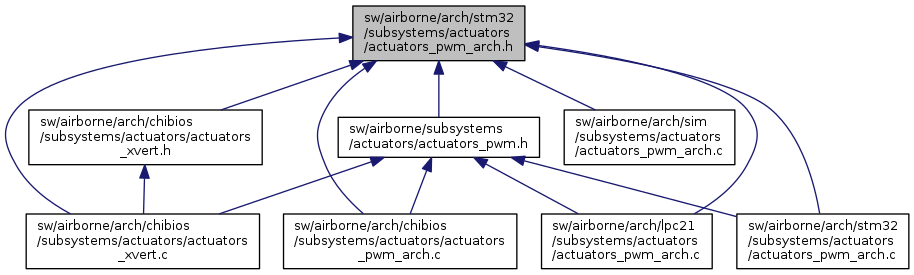 sw/airborne/arch/stm32
/subsystems/actuators
/actuators_pwm_arch.h
sw/airborne/arch/chibios
/subsystems/actuators/actuators
_xvert.h
sw/airborne/subsystems
/actuators/actuators_pwm.h
sw/airborne/arch/sim
/subsystems/actuators
/actuators_pwm_arch.c
sw/airborne/arch/chibios
/subsystems/actuators/actuators
_xvert.c
sw/airborne/arch/chibios
/subsystems/actuators/actuators
_pwm_arch.c
sw/airborne/arch/lpc21
/subsystems/actuators
/actuators_pwm_arch.c
sw/airborne/arch/stm32
/subsystems/actuators
/actuators_pwm_arch.c